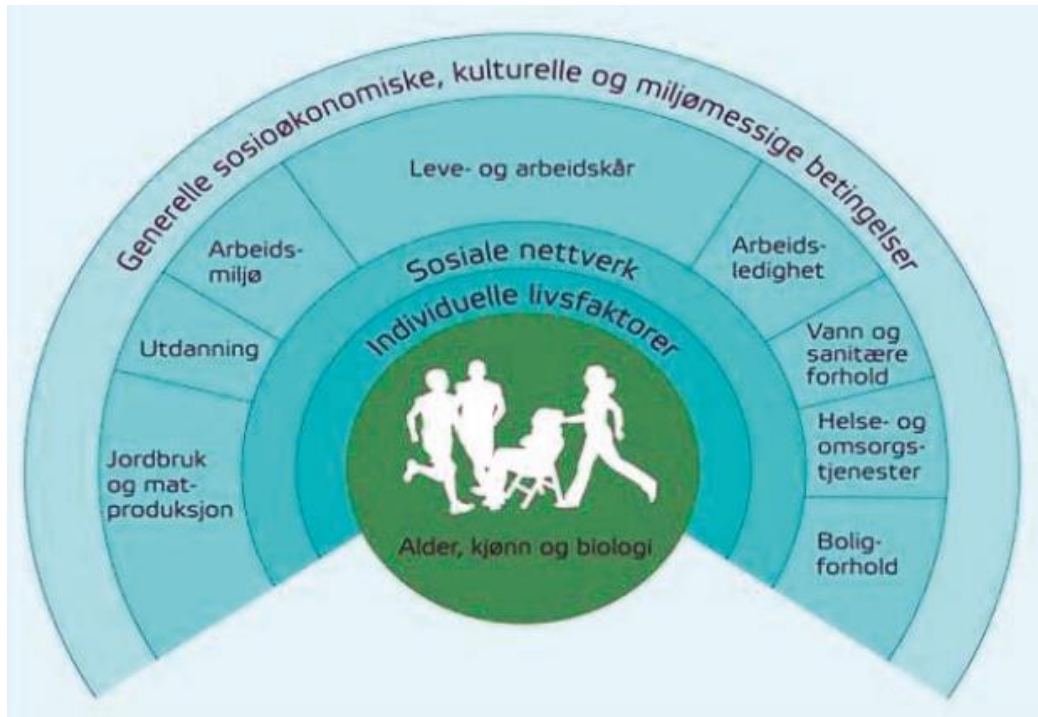 Generelle sosioøkonomiske, kulturelle og miljømessige betingelser
Leve- og arbeidskår
Arbeids-
miljø
Arbeids-
ledighet
Sosiale nettverk
Individuelle livsfaktorer
Utdanning
Vann og
sanitære
forhold
Jordbruk
og mat-
produksjon
Helse- og
omsorgs-
tjenester
Alder, kjønn og biologi
Bolig-
forhold